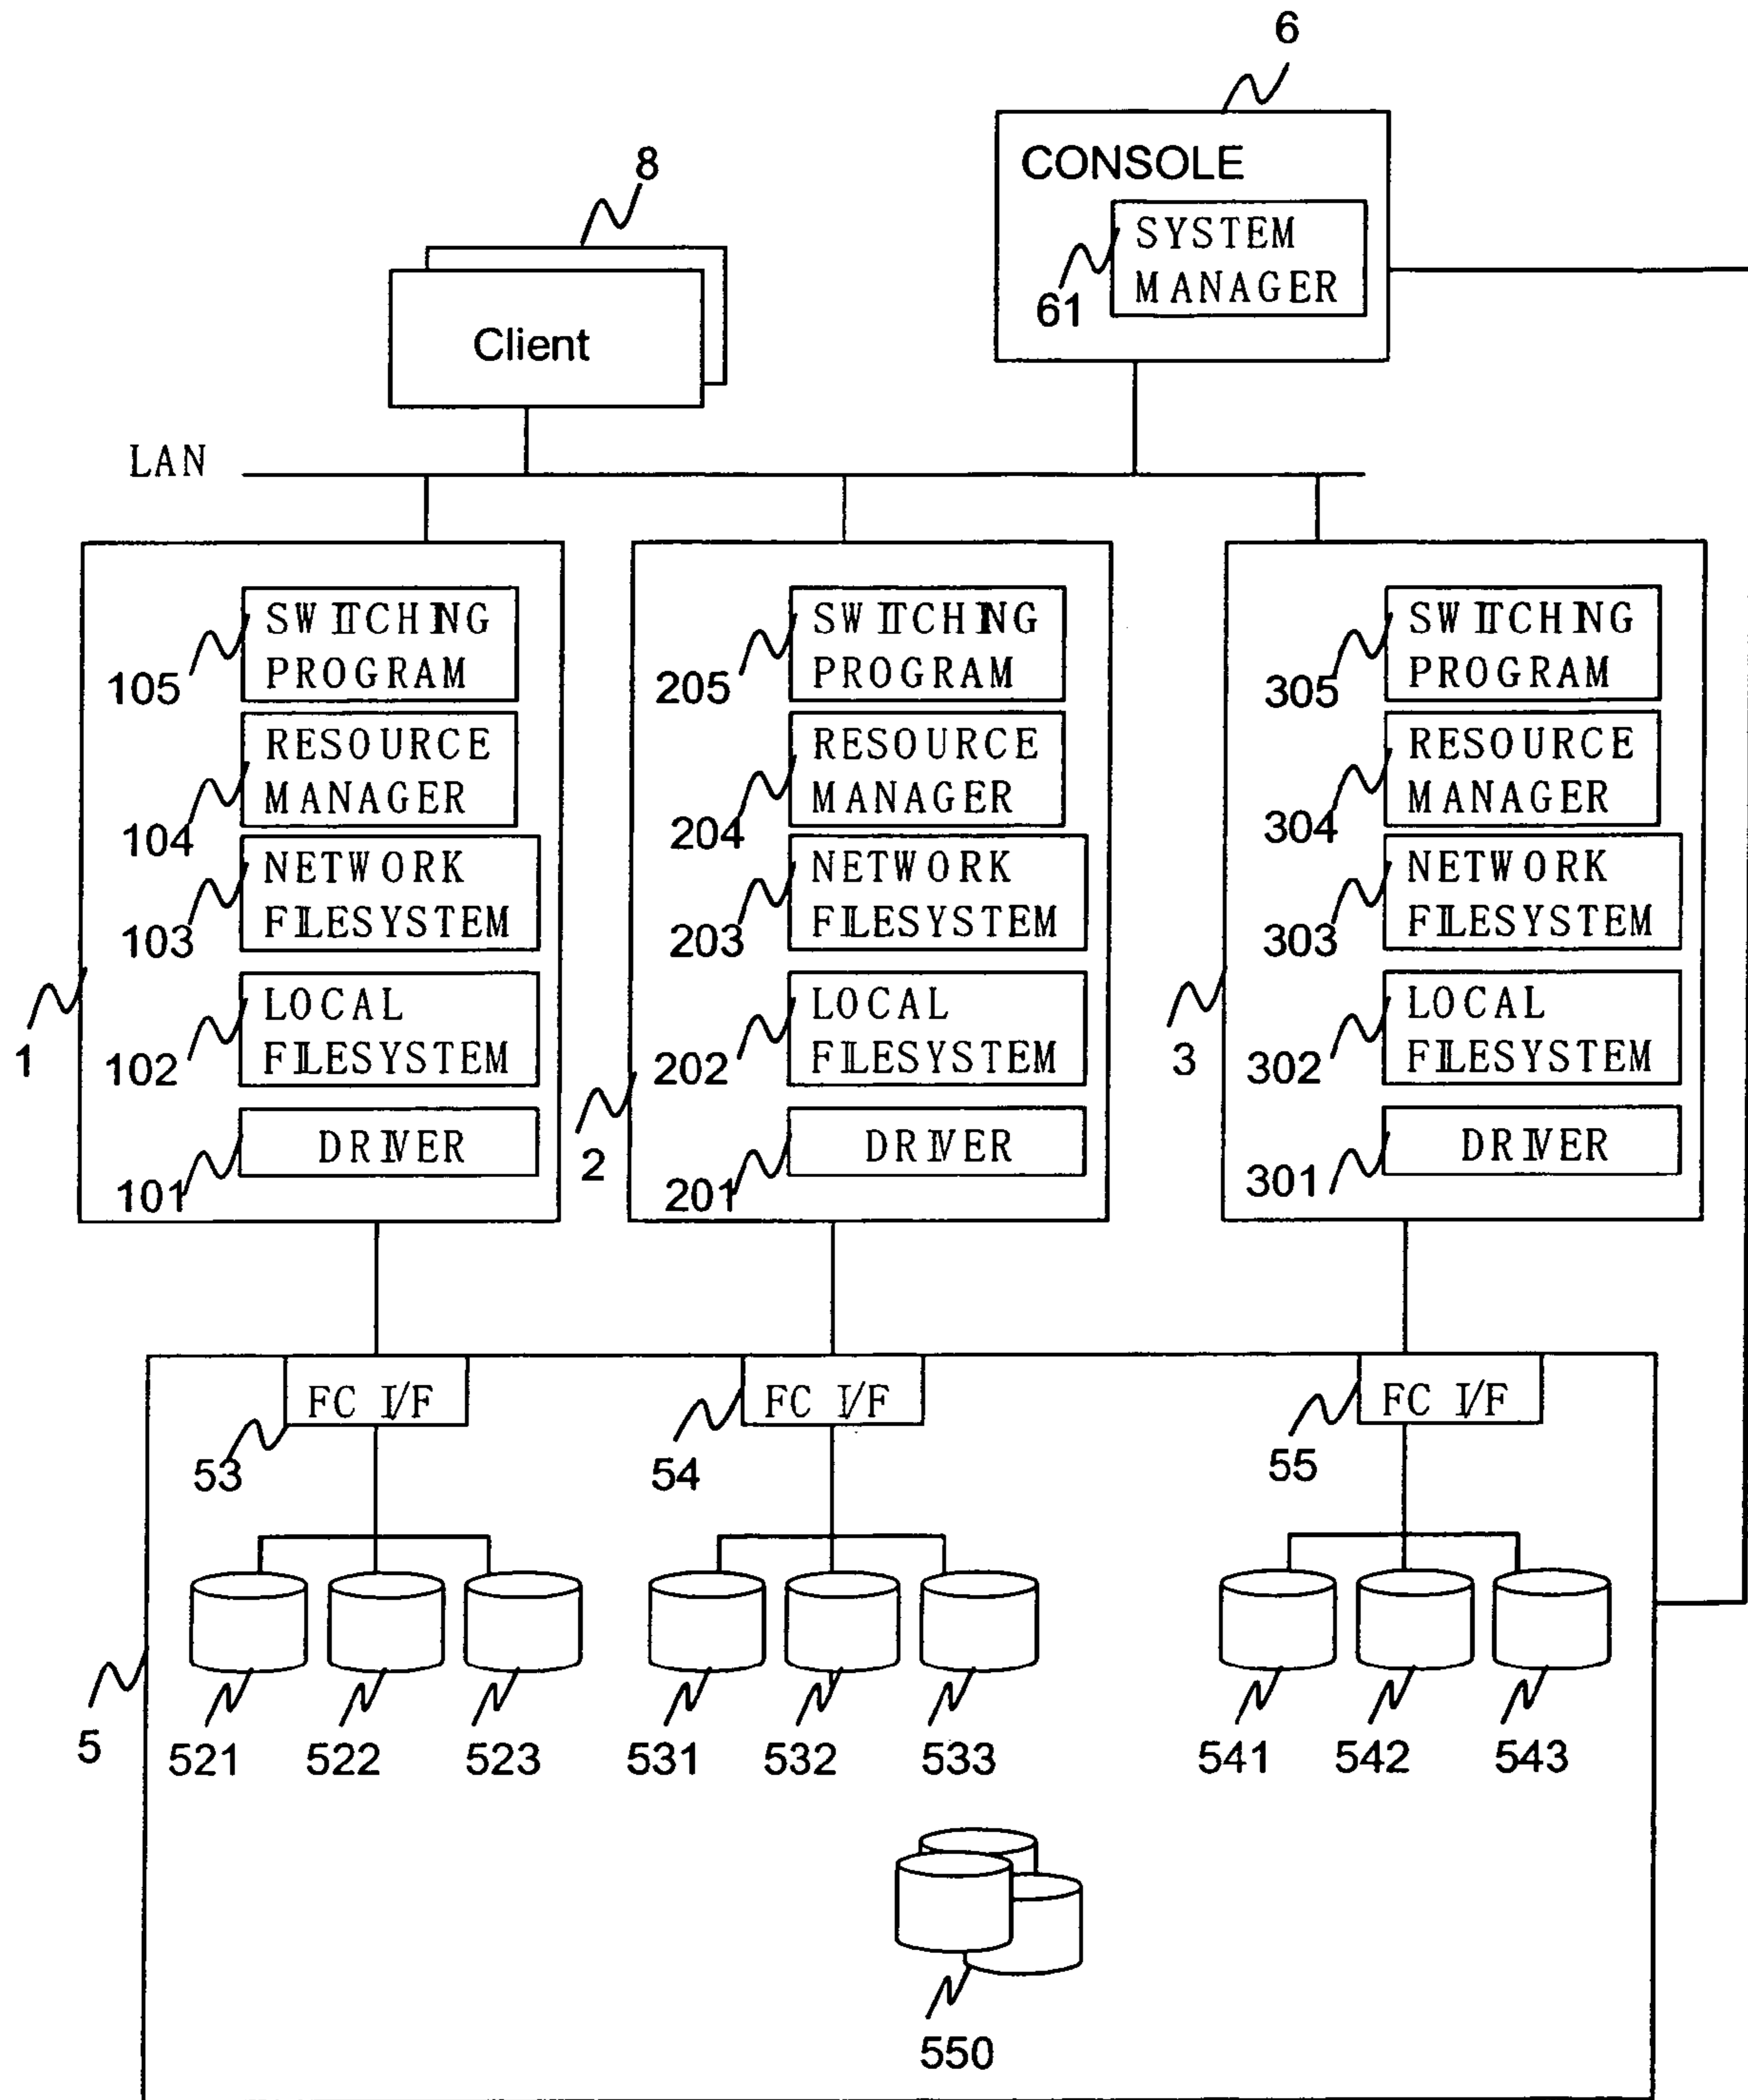 6
CONSOLE
SYSTEM
MANAGER
61
8
Client
LAN
SWITCHING
PROGRAM
105
RESOURCE
MANAGER
104
NETWORK
FILESYSTEM
103
LOCAL
FILESYSTEM
102
DRIVER
101
1
SWITCHING
PROGRAM
205
RESOURCE
MANAGER
204
NETWORK
FILESYSTEM
203
LOCAL
FILESYSTEM
202
DRIVER
201
2
SWITCHING
PROGRAM
305
RESOURCE
MANAGER
304
NETWORK
FILESYSTEM
303
LOCAL
FILESYSTEM
302
DRIVER
301
3
FC I/F
53
FC I/F
54
FC I/F
55
5
521 522 523 531 532 533 541 542 543
550